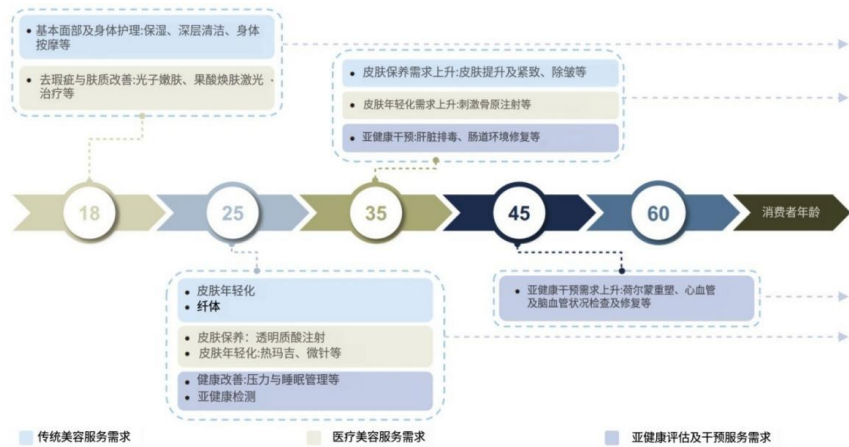 • 基本面部及身体护理:保湿、深层清洁、身体
按摩等
• 去瑕疵与肤质改善:光子嫩肤、果酸焕肤激光、
治疗等
• 皮肤保养需求上升:皮肤提升及紧致、除皱等
• 皮肤年轻化需求上升:刺激骨原注射等
• 亚健康干预:肝脏排毒、肠道环境修复等
18
25
35
45
60
消费者年龄
• 皮肤年轻化
• 纤体
• 皮肤保养：透明质酸注射
• 皮肤年轻化:热玛吉、微针等
• 健康改善:压力与睡眠管理等
• 亚健康检测
• 亚健康干预需求上升:荷尔蒙重塑、心血管
及脑血管状况检查及修复等
传统美容服务需求
医疗美容服务需求
亚健康评估及干预服务需求